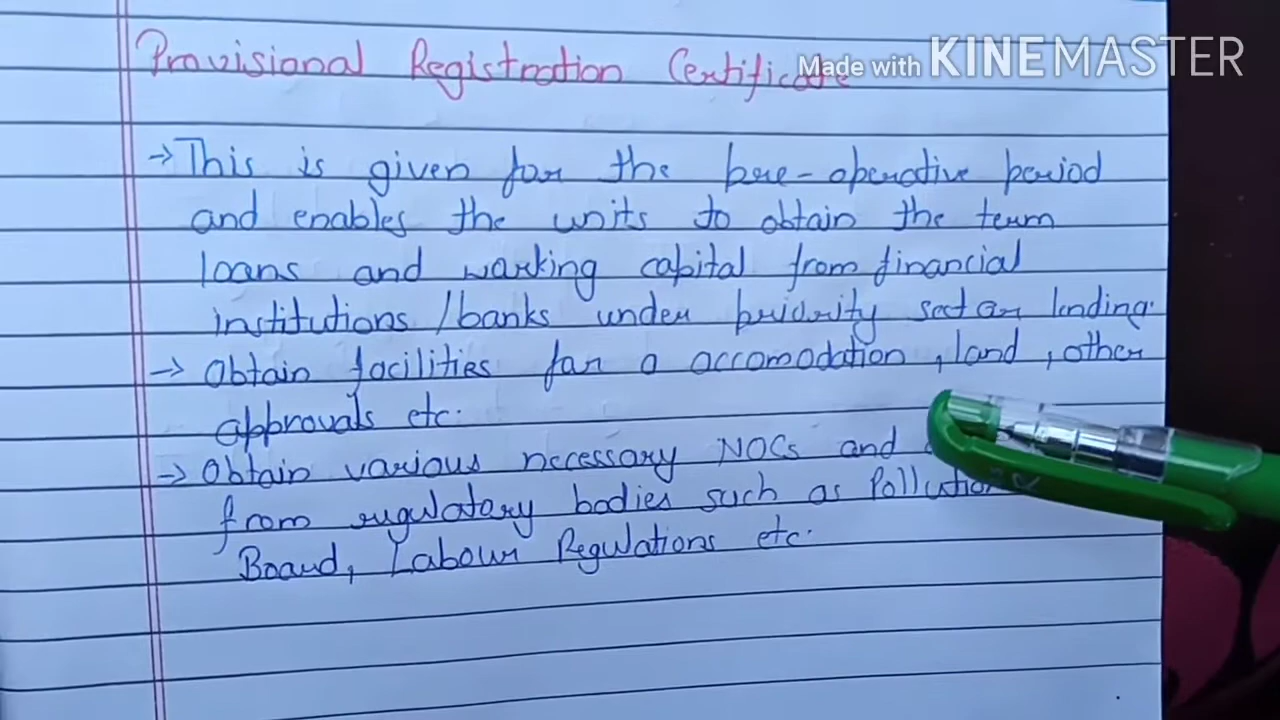 Provisional Registration Certificate
Made with KINEMASTER
→ This is given for the pre-operative period
and enables the units to obtain the term
loans and working capital from financial
institutions /banks under priority sector lending.
→ Obtain facilities for a accomodation, land, other
approvals etc.
→ Obtain various necessary NOCs and
from regulatory bodies such as Pollution
Board, Labour Regulations etc.